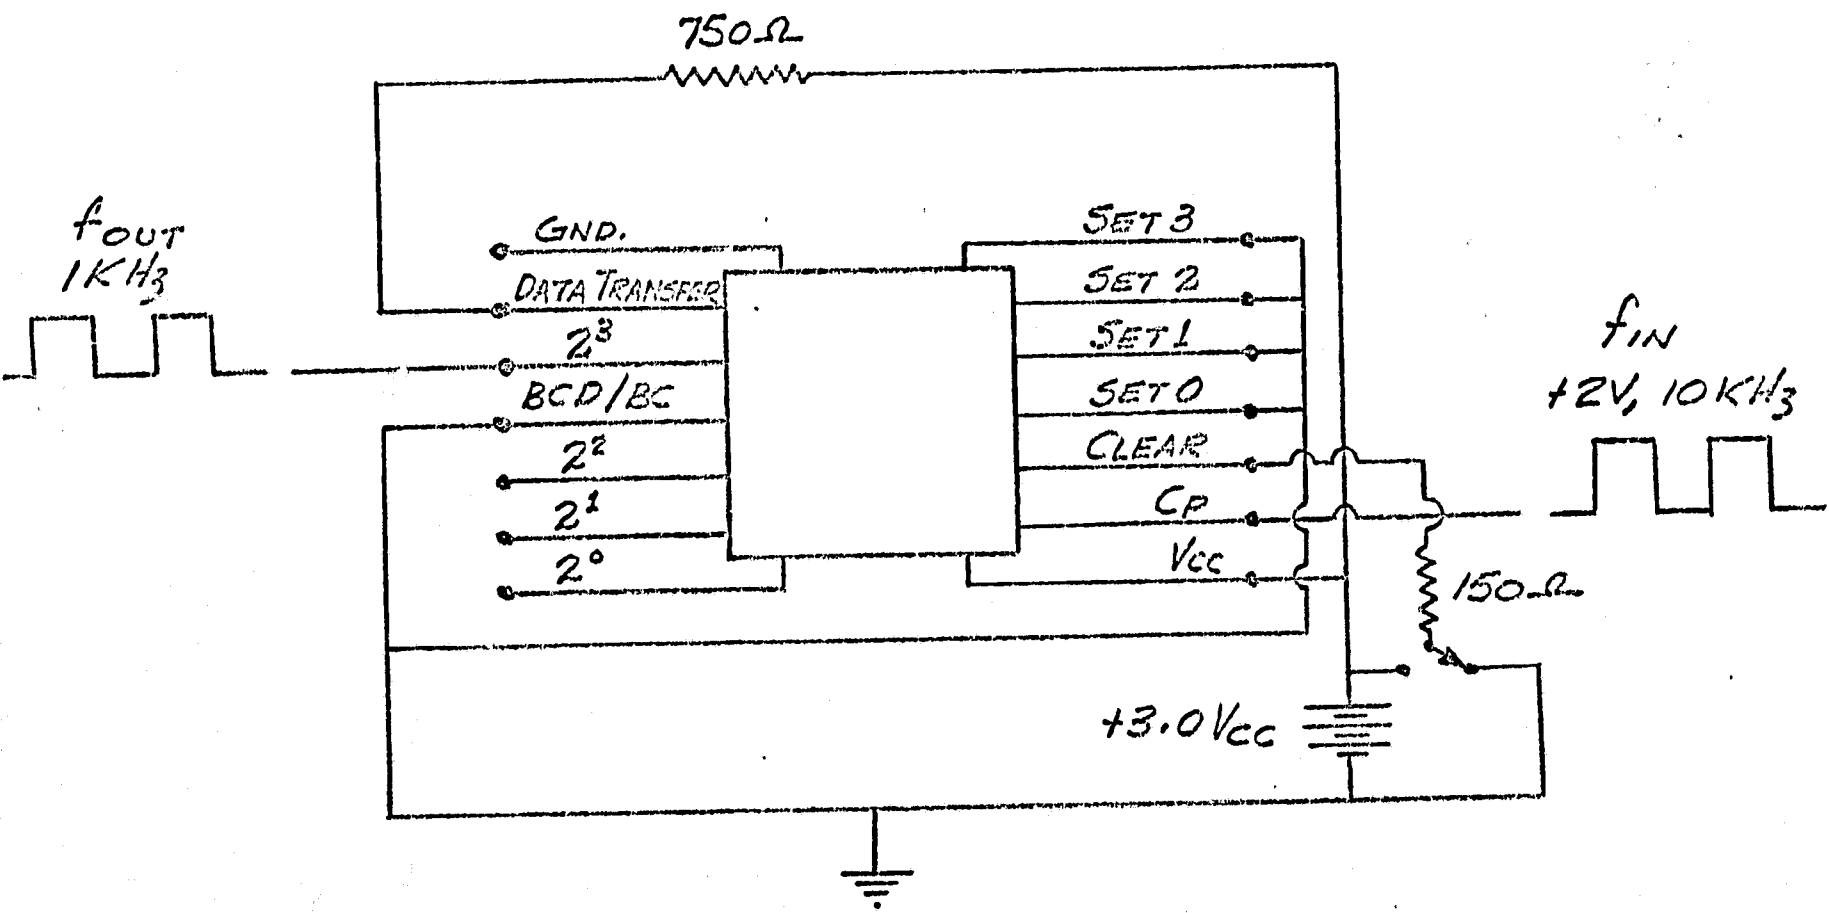 750Ω
fOUT
1KHz
GND.
DATA TRANSFER
2³
BCD/BC
2²
2¹
2⁰
SET 3
SET 2
SET 1
SET 0
CLEAR
CP
VCC
fIN
+2V, 10KHz
150Ω
+3.0VCC